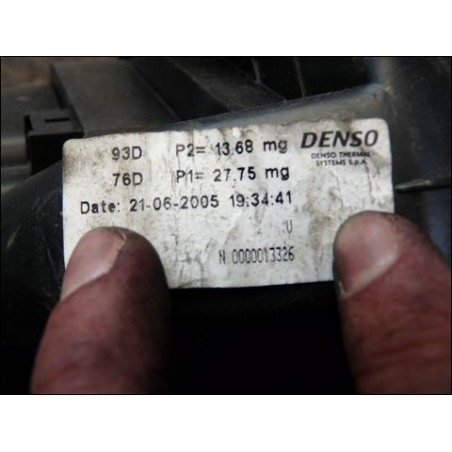 93D P2= 13.68 mg DENSO
DENSO THERMAL
SYSTEMS S.p.A.
76D P1= 27.75 mg
Date: 21-06-2005 19:34:41
U
N 0000013326